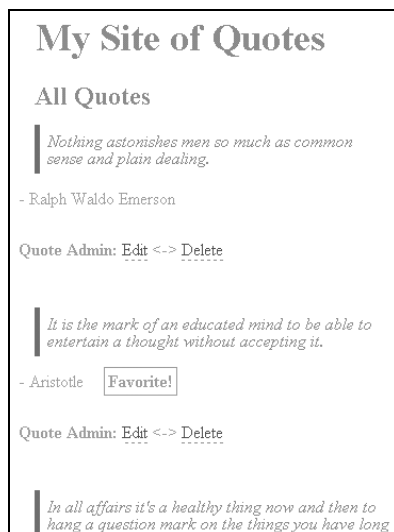 My Site of Quotes
All Quotes
Nothing astonishes men so much as common
sense and plain dealing.
- Ralph Waldo Emerson
Quote Admin: Edit <-> Delete
It is the mark of an educated mind to be able to
entertain a thought without accepting it.
- Aristotle Favorite!
Quote Admin: Edit <-> Delete
In all affairs it's a healthy thing now and then to
hang a question mark on the things you have long